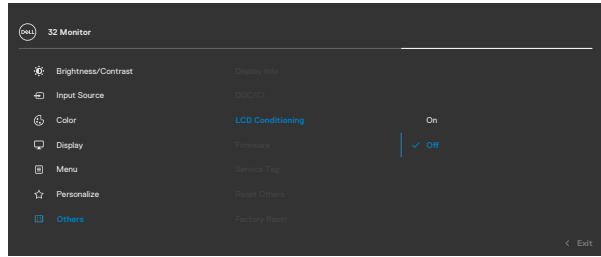 DELL 32 Monitor
Brightness/Contrast Display Info
Input Source DDC/CI
Color LCD Conditioning On
Display Firmware Off
Menu Service Tag
Personalize Reset Others
Others Factory Reset
Exit